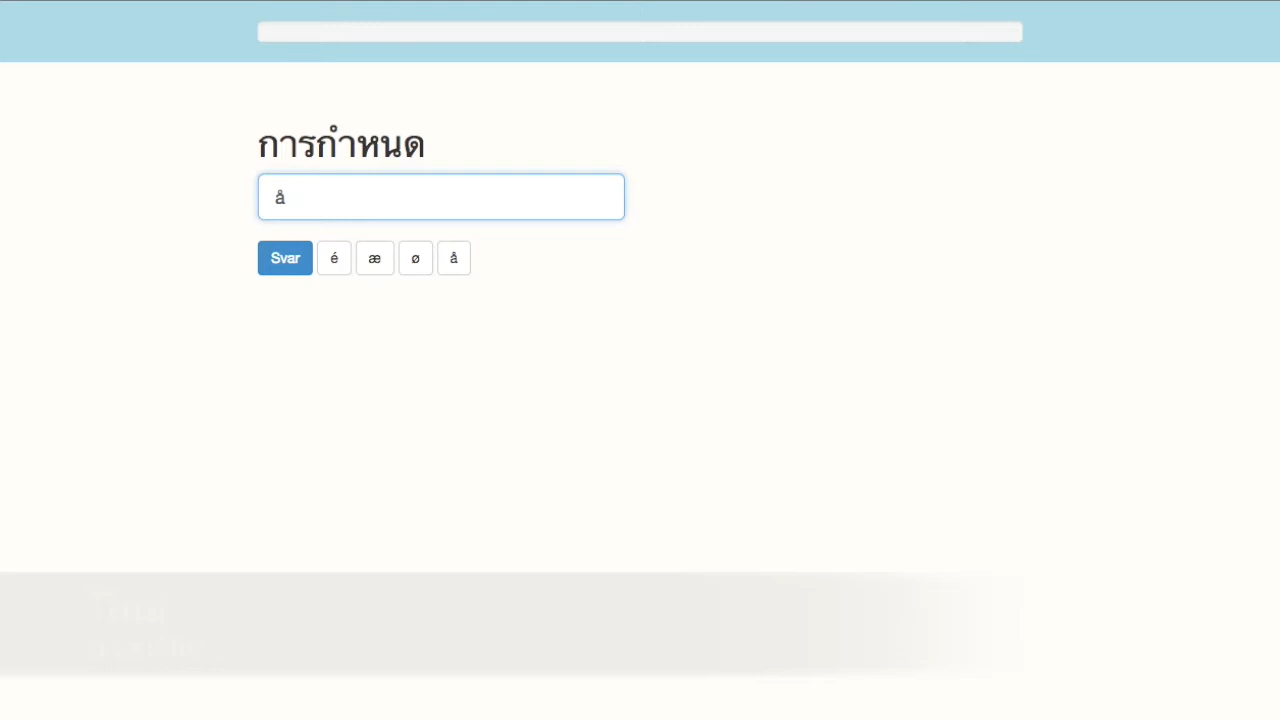 การกำหนด
å
Svar é æ ø å